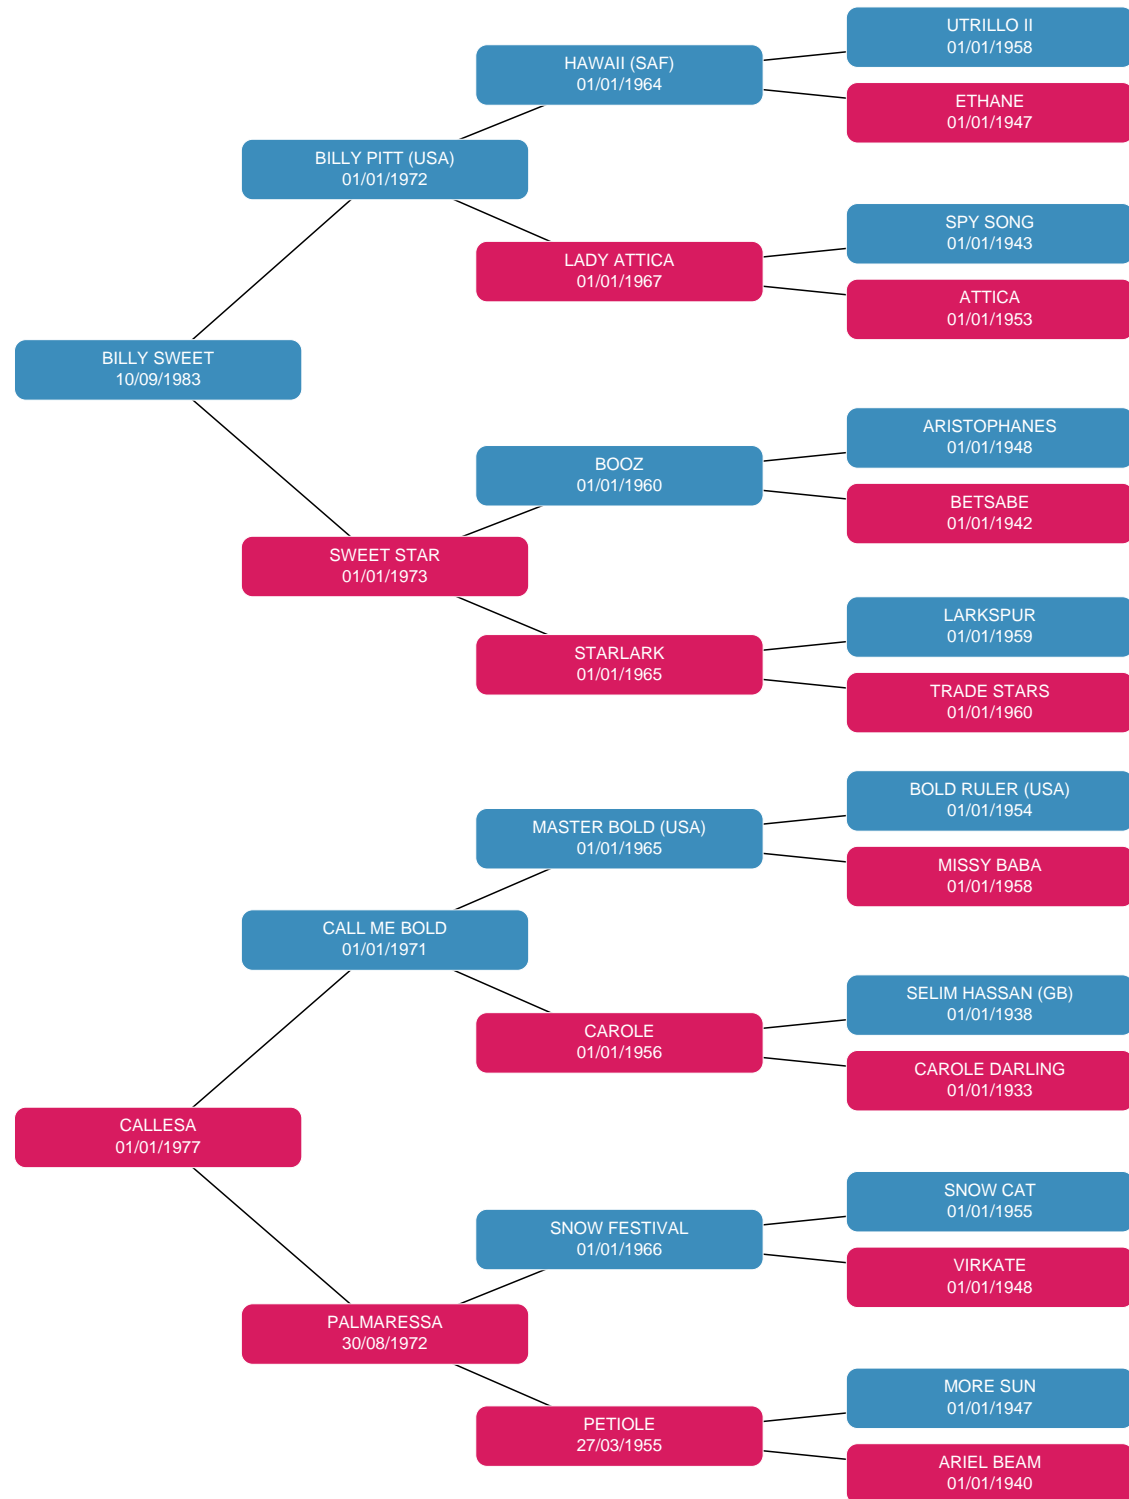 UTRILLO II
01/01/1958
HAWAII (SAF)
01/01/1964
ETHANE
01/01/1947
BILLY PITT (USA)
01/01/1972
SPY SONG
01/01/1943
LADY ATTICA
01/01/1967
ATTICA
01/01/1953
BILLY SWEET
10/09/1983
ARISTOPHANES
01/01/1948
BOOZ
01/01/1960
BETSABE
01/01/1942
SWEET STAR
01/01/1973
LARKSPUR
01/01/1959
STARLARK
01/01/1965
TRADE STARS
01/01/1960
BOLD RULER (USA)
01/01/1954
MASTER BOLD (USA)
01/01/1965
MISSY BABA
01/01/1958
CALL ME BOLD
01/01/1971
SELIM HASSAN (GB)
01/01/1938
CAROLE
01/01/1956
CAROLE DARLING
01/01/1933
CALLESA
01/01/1977
SNOW CAT
01/01/1955
SNOW FESTIVAL
01/01/1966
VIRKATE
01/01/1948
PALMARESSA
30/08/1972
MORE SUN
01/01/1947
PETIOLE
27/03/1955
ARIEL BEAM
01/01/1940